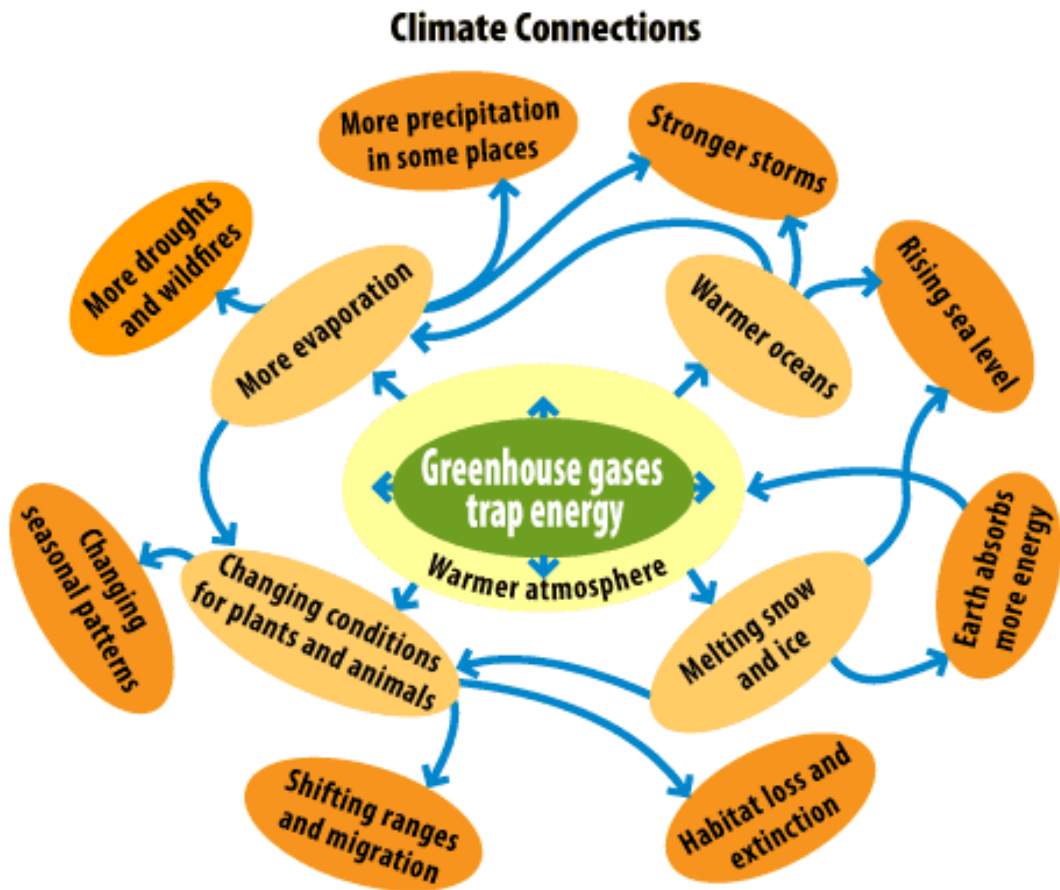 Climate Connections
More precipitation
in some places
Stronger storms
More droughts
and wildfires
More evaporation
Warmer oceans
Rising sea level
Greenhouse gases
trap energy
Warmer atmosphere
Changing
seasonal patterns
Changing conditions
for plants and animals
Melting snow
and ice
Earth absorbs
more energy
Shifting ranges
and migration
Habitat loss and
extinction